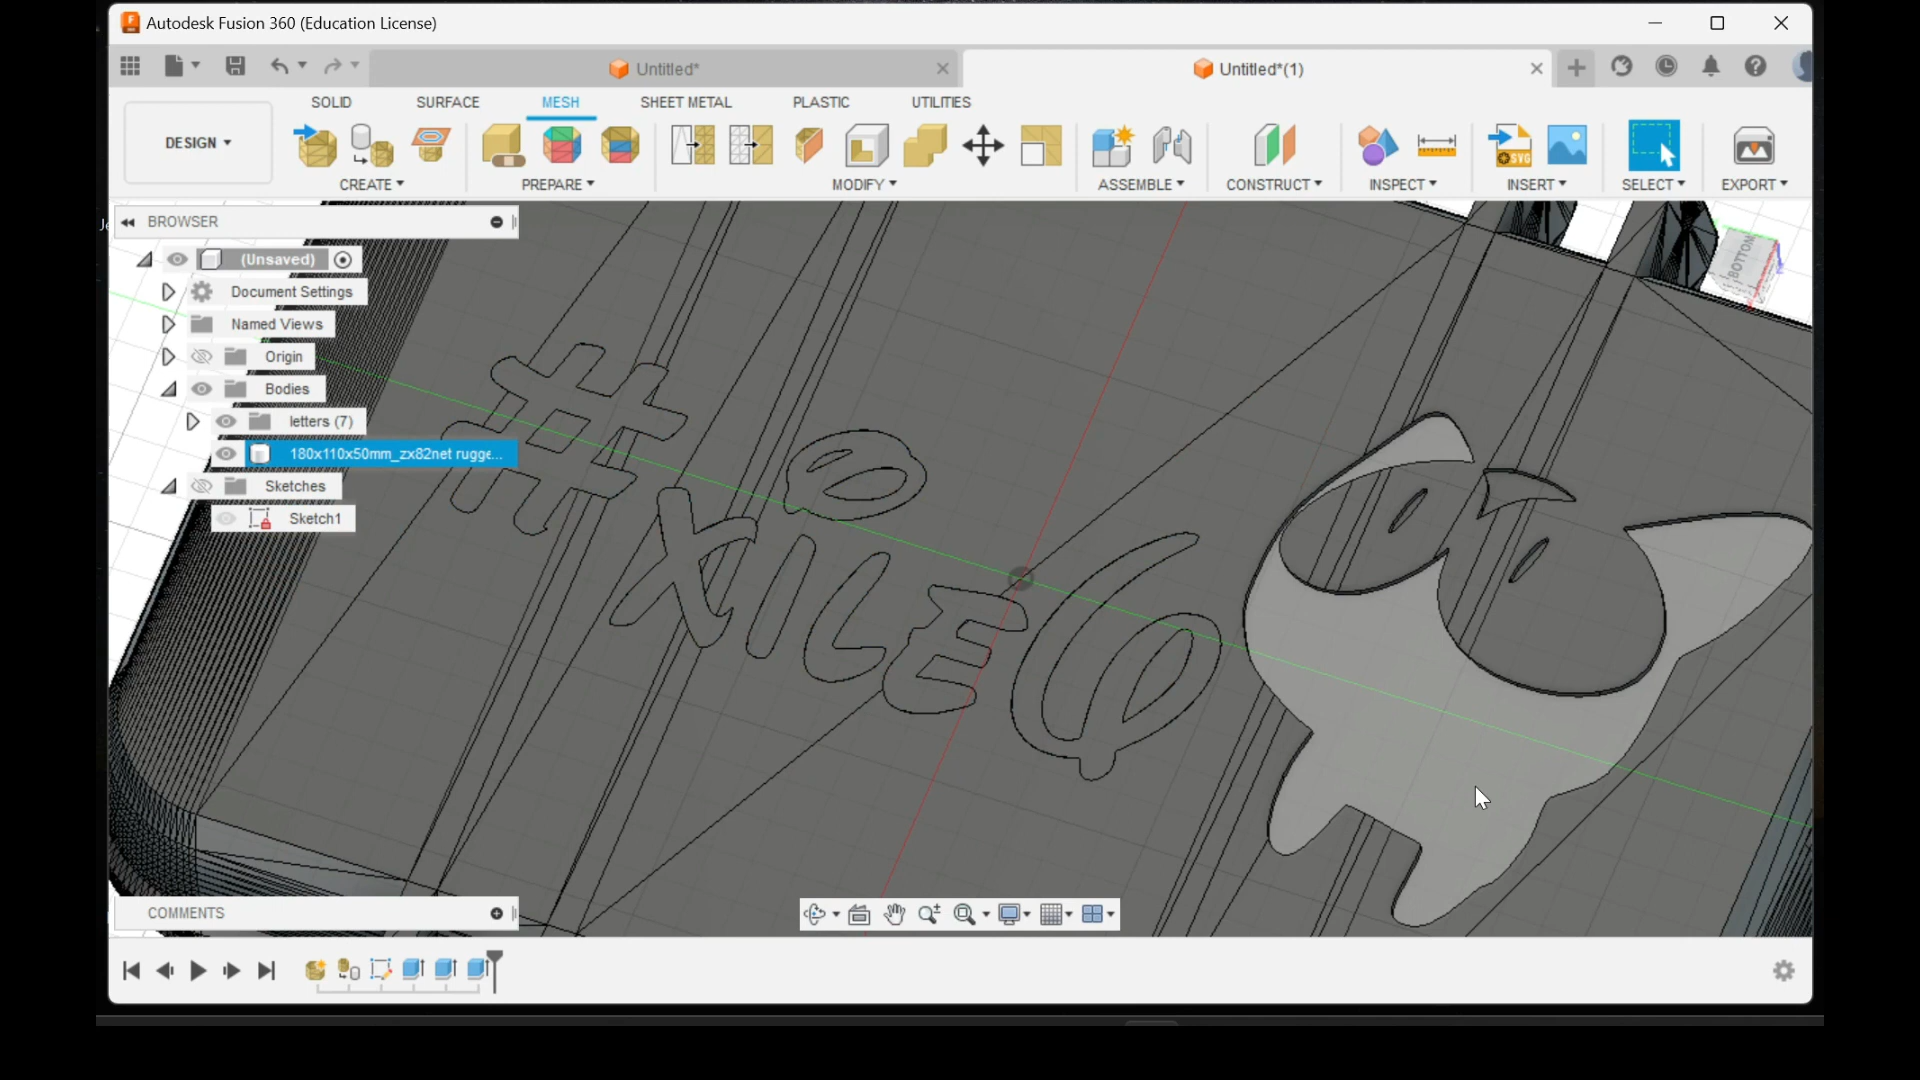 Autodesk Fusion 360 (Education License)
Untitled*
Untitled*(1)
SOLID SURFACE MESH SHEET METAL PLASTIC UTILITIES
DESIGN
CREATE PREPARE MODIFY ASSEMBLE CONSTRUCT INSPECT INSERT SELECT EXPORT
SVG
BROWSER
(Unsaved)
Document Settings
Named Views
Origin
Bodies
letters (7)
180x110x50mm_zx82net rugge...
Sketches
Sketch1
BOTTOM
COMMENTS